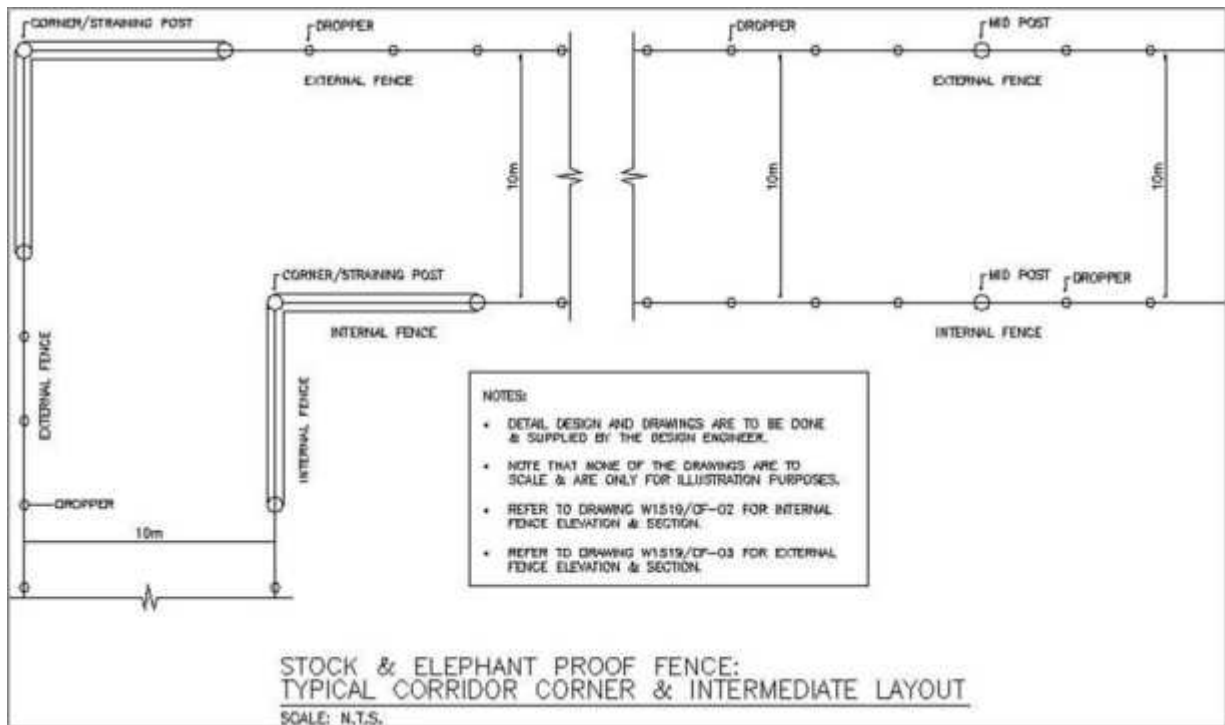 CORNER/STRAINING POST
DROPPER
DROPPER
MID POST
EXTERNAL FENCE
EXTERNAL FENCE
10m
10m
10m
CORNER/STRAINING POST
MID POST
DROPPER
INTERNAL FENCE
INTERNAL FENCE
EXTERNAL FENCE
INTERNAL FENCE
DROPPER
10m
NOTES:
• DETAIL DESIGN AND DRAWINGS ARE TO BE DONE
& SUPPLIED BY THE DESIGN ENGINEER.
• NOTE THAT NONE OF THE DRAWINGS ARE TO
SCALE & ARE ONLY FOR ILLUSTRATION PURPOSES.
• REFER TO DRAWING W1519/CF-02 FOR INTERNAL
FENCE ELEVATION & SECTION.
• REFER TO DRAWING W1519/CF-03 FOR EXTERNAL
FENCE ELEVATION & SECTION.
STOCK & ELEPHANT PROOF FENCE:
TYPICAL CORRIDOR CORNER & INTERMEDIATE LAYOUT
SCALE: N.T.S.